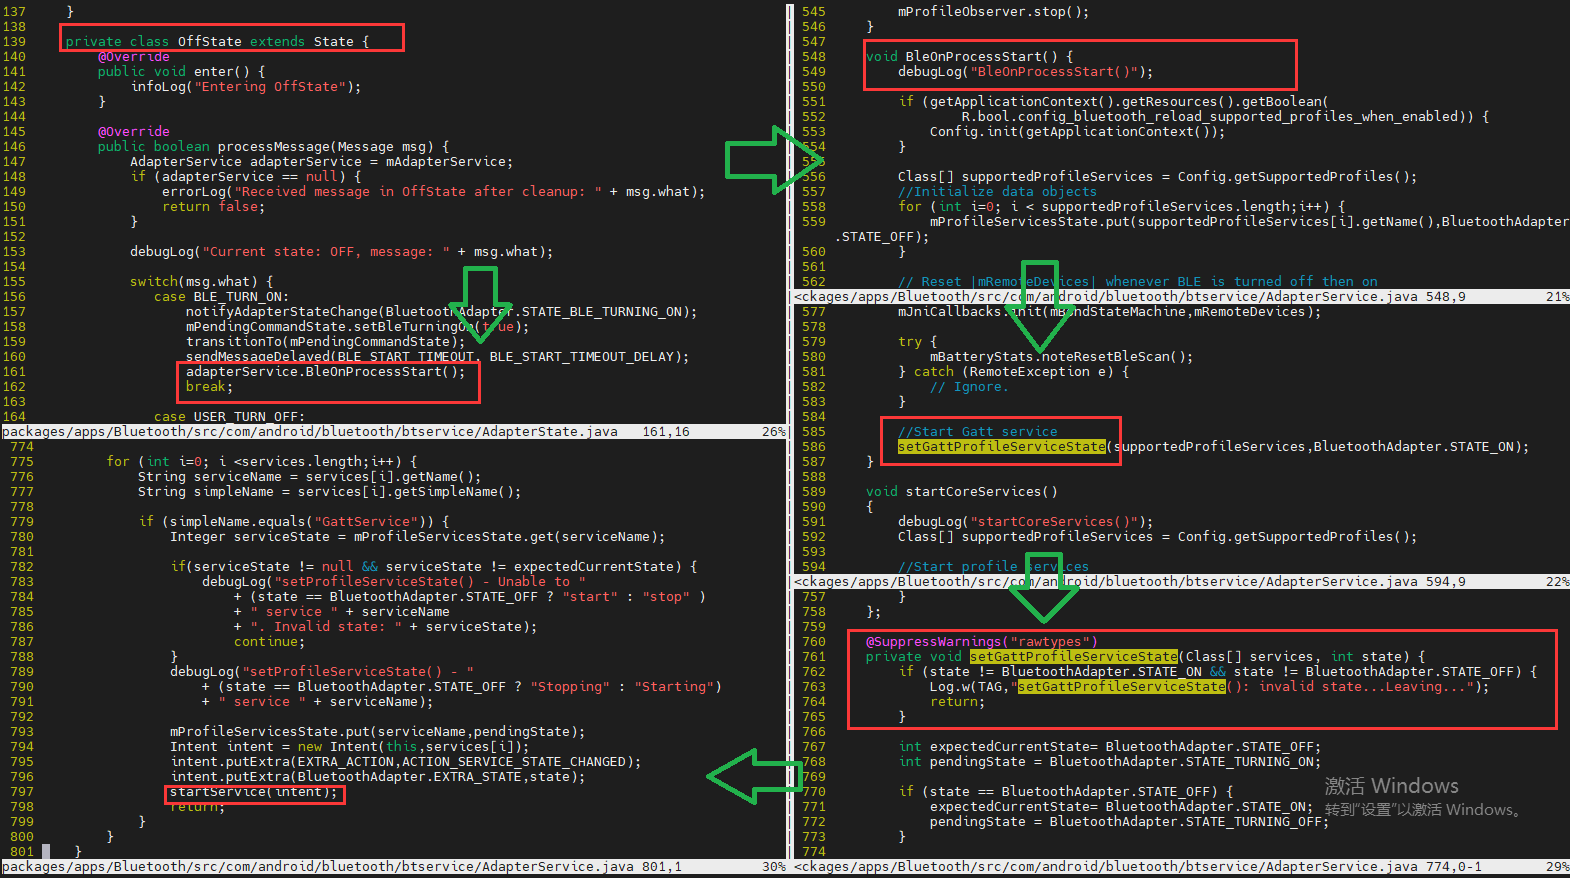 137     }
138
139    private class OffState extends State {
140        @Override
141        public void enter() {
142            infoLog("Entering OffState");
143        }
144
145        @Override
146        public boolean processMessage(Message msg) {
147            AdapterService adapterService = mAdapterService;
148            if (adapterService == null) {
149                errorLog("Received message in OffState after cleanup: " + msg.what);
150                return false;
151            }
152
153            debugLog("Current state: OFF, message: " + msg.what);
154
155            switch(msg.what) {
156               case BLE_TURN_ON:
157                   notifyAdapterStateChange(BluetoothAdapter.STATE_BLE_TURNING_ON);
158                   mPendingCommandState.setBleTurningOn(true);
159                   transitionTo(mPendingCommandState);
160                   sendMessageDelayed(BLE_START_TIMEOUT, BLE_START_TIMEOUT_DELAY);
161                   adapterService.BleOnProcessStart();
162                   break;
163
164               case USER_TURN_OFF:
packages/apps/Bluetooth/src/com/android/bluetooth/btservice/AdapterState.java   161,16         26%
774
775         for (int i=0; i <services.length;i++) {
776             String serviceName = services[i].getName();
777             String simpleName = services[i].getSimpleName();
778
779             if (simpleName.equals("GattService")) {
780                 Integer serviceState = mProfileServicesState.get(serviceName);
781
782                 if(serviceState != null && serviceState != expectedCurrentState) {
783                     debugLog("setProfileServiceState() - Unable to "
784                         + (state == BluetoothAdapter.STATE_OFF ? "start" : "stop" )
785                         + " service " + serviceName
786                         + ". Invalid state: " + serviceState);
787                         continue;
788                 }
789                 debugLog("setProfileServiceState() - "
790                     + (state == BluetoothAdapter.STATE_OFF ? "Stopping" : "Starting")
791                     + " service " + serviceName);
792
793                 mProfileServicesState.put(serviceName,pendingState);
794                 Intent intent = new Intent(this,services[i]);
795                 intent.putExtra(EXTRA_ACTION,ACTION_SERVICE_STATE_CHANGED);
796                 intent.putExtra(BluetoothAdapter.EXTRA_STATE,state);
797                 startService(intent);
798                 return;
799             }
800         }
801     }
packages/apps/Bluetooth/src/com/android/bluetooth/btservice/AdapterService.java 801,1          30%
545         mProfileObserver.stop();
546     }
547
548     void BleOnProcessStart() {
549         debugLog("BleOnProcessStart()");
550
551         if (getApplicationContext().getResources().getBoolean(
552                 R.bool.config_bluetooth_reload_supported_profiles_when_enabled)) {
553             Config.init(getApplicationContext());
554         }
555
556         Class[] supportedProfileServices = Config.getSupportedProfiles();
557         //Initialize data objects
558         for (int i=0; i < supportedProfileServices.length;i++) {
559             mProfileServicesState.put(supportedProfileServices[i].getName(),BluetoothAdapter
.STATE_OFF);
560         }
561
562         // Reset |mRemoteDevices| whenever BLE is turned off then on
<ckages/apps/Bluetooth/src/com/android/bluetooth/btservice/AdapterService.java 548,9          21%
577         mJniCallbacks.init(mBondStateMachine,mRemoteDevices);
578
579         try {
580             mBatteryStats.noteResetBleScan();
581         } catch (RemoteException e) {
582             // Ignore.
583         }
584
585         //Start Gatt service
586         setGattProfileServiceState(supportedProfileServices,BluetoothAdapter.STATE_ON);
587     }
588
589     void startCoreServices()
590     {
591         debugLog("startCoreServices()");
592         Class[] supportedProfileServices = Config.getSupportedProfiles();
593
594         //Start profile services
<ckages/apps/Bluetooth/src/com/android/bluetooth/btservice/AdapterService.java 594,9          22%
757         }
758     };
759
760     @SuppressWarnings("rawtypes")
761     private void setGattProfileServiceState(Class[] services, int state) {
762         if (state != BluetoothAdapter.STATE_ON && state != BluetoothAdapter.STATE_OFF) {
763             Log.w(TAG,"setGattProfileServiceState(): invalid state...Leaving...");
764             return;
765         }
766
767         int expectedCurrentState= BluetoothAdapter.STATE_OFF;
768         int pendingState = BluetoothAdapter.STATE_TURNING_ON;
769
770         if (state == BluetoothAdapter.STATE_OFF) {
771             expectedCurrentState= BluetoothAdapter.STATE_ON;
772             pendingState = BluetoothAdapter.STATE_TURNING_OFF;
773         }
774
<ckages/apps/Bluetooth/src/com/android/bluetooth/btservice/AdapterService.java 774,0-1        29%
激活 Windows
转到“设置”以激活 Windows。